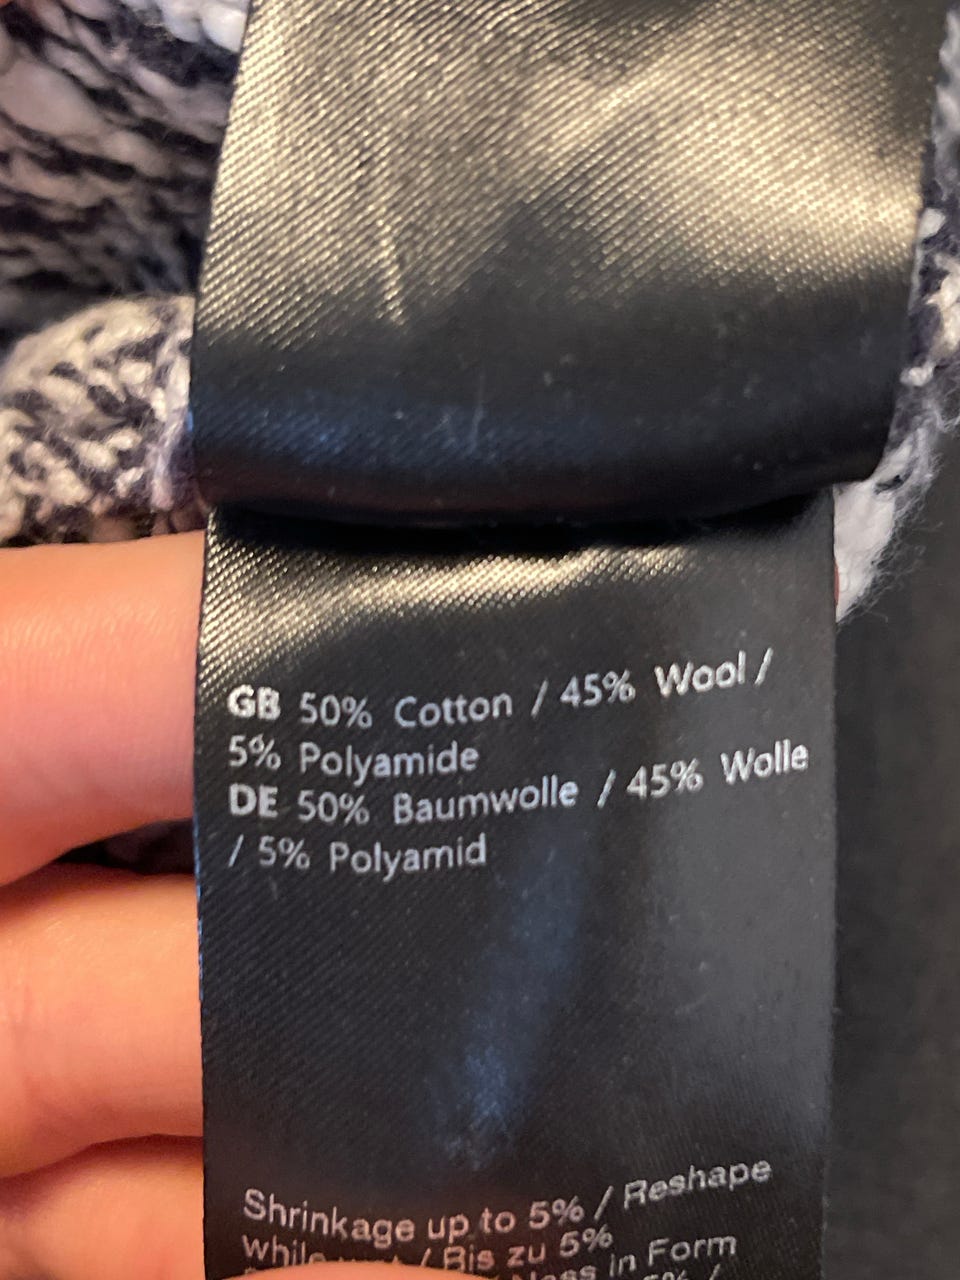 GB 50% Cotton / 45% Wool /
5% Polyamide
DE 50% Baumwolle / 45% Wolle
/ 5% Polyamid
Shrinkage up to 5% / Reshape
/ Bis zu 5%
in Form
5% /